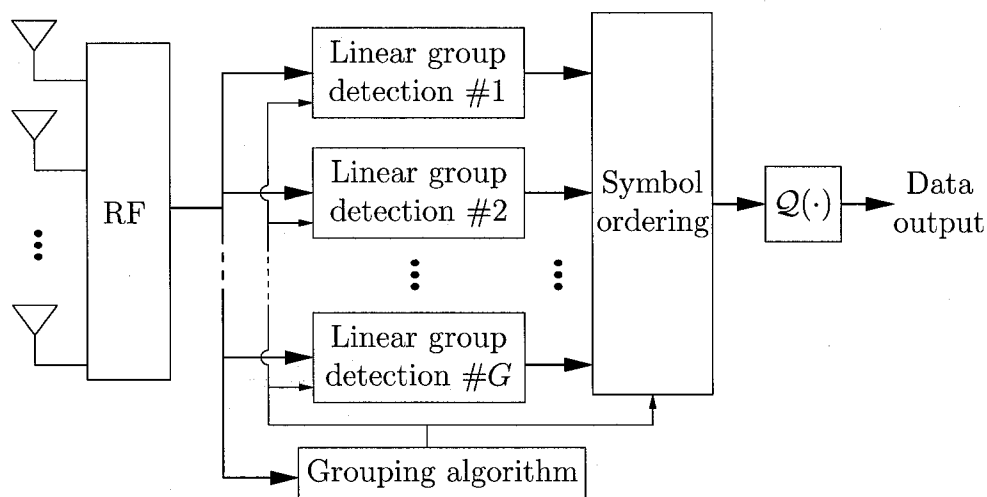 Linear group
detection #1
Linear group
detection #2
RF
Symbol
ordering
Q(·)
Data
output
Linear group
detection #G
Grouping algorithm